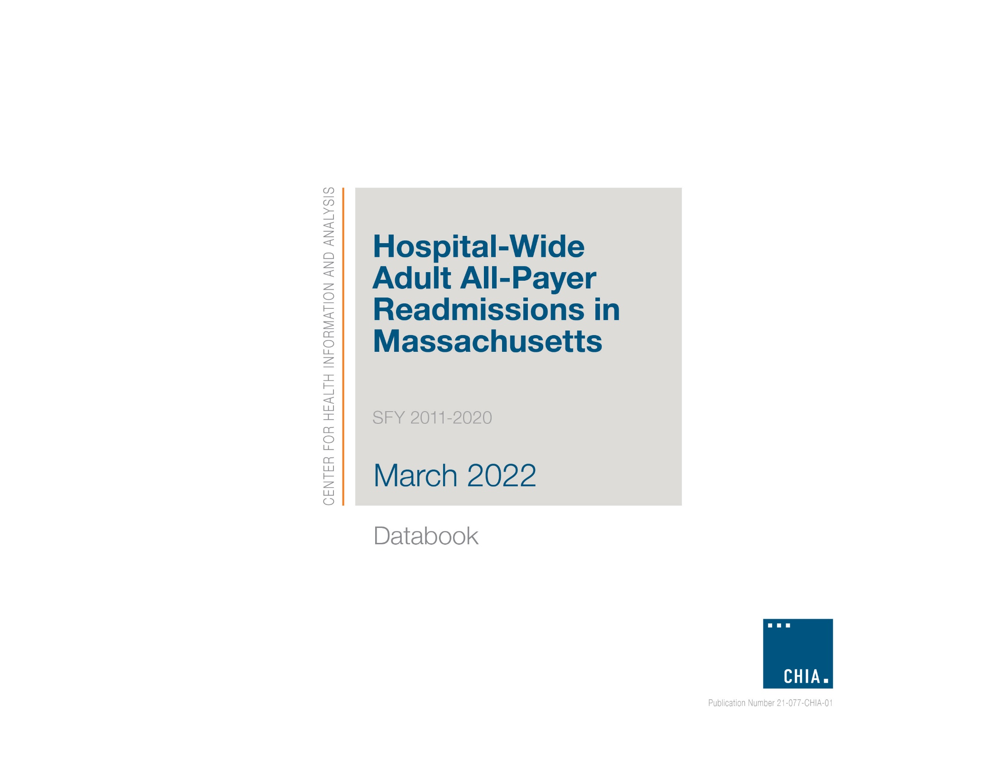 CENTER FOR HEALTH INFORMATION AND ANALYSIS
Hospital-Wide
Adult All-Payer
Readmissions in
Massachusetts
SFY 2011-2020
March 2022
Databook
CHIA.
Publication Number 21-077-CHIA-01